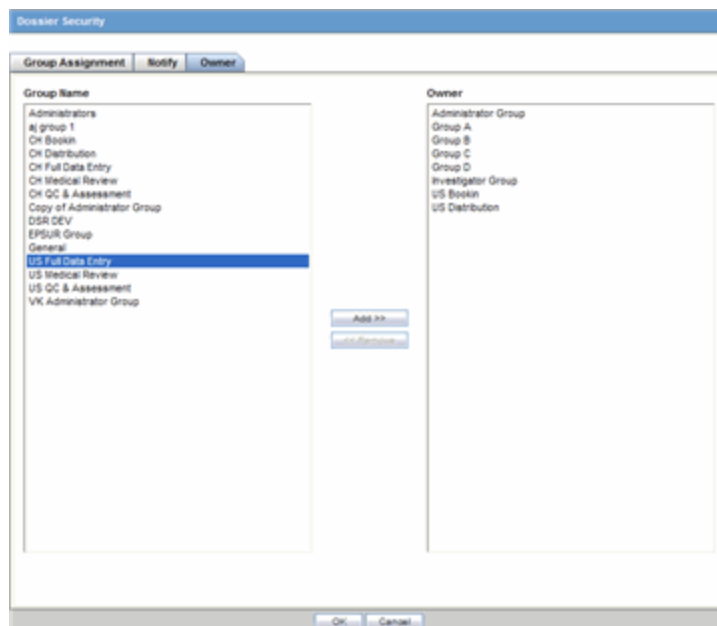 Dossier Security
Group Assignment
Notify
Owner
Group Name
Administrators
aj group 1
CH Bookin
CH Distribution
CH Full Data Entry
CH Medical Review
CH QC & Assessment
Copy of Administrator Group
DSR DEV
EPSUR Group
General
US Full Data Entry
US Medical Review
US QC & Assessment
VK Administrator Group
Add >>
<< Remove
Owner
Administrator Group
Group A
Group B
Group C
Group D
Investigator Group
US Bookin
US Distribution
OK
Cancel